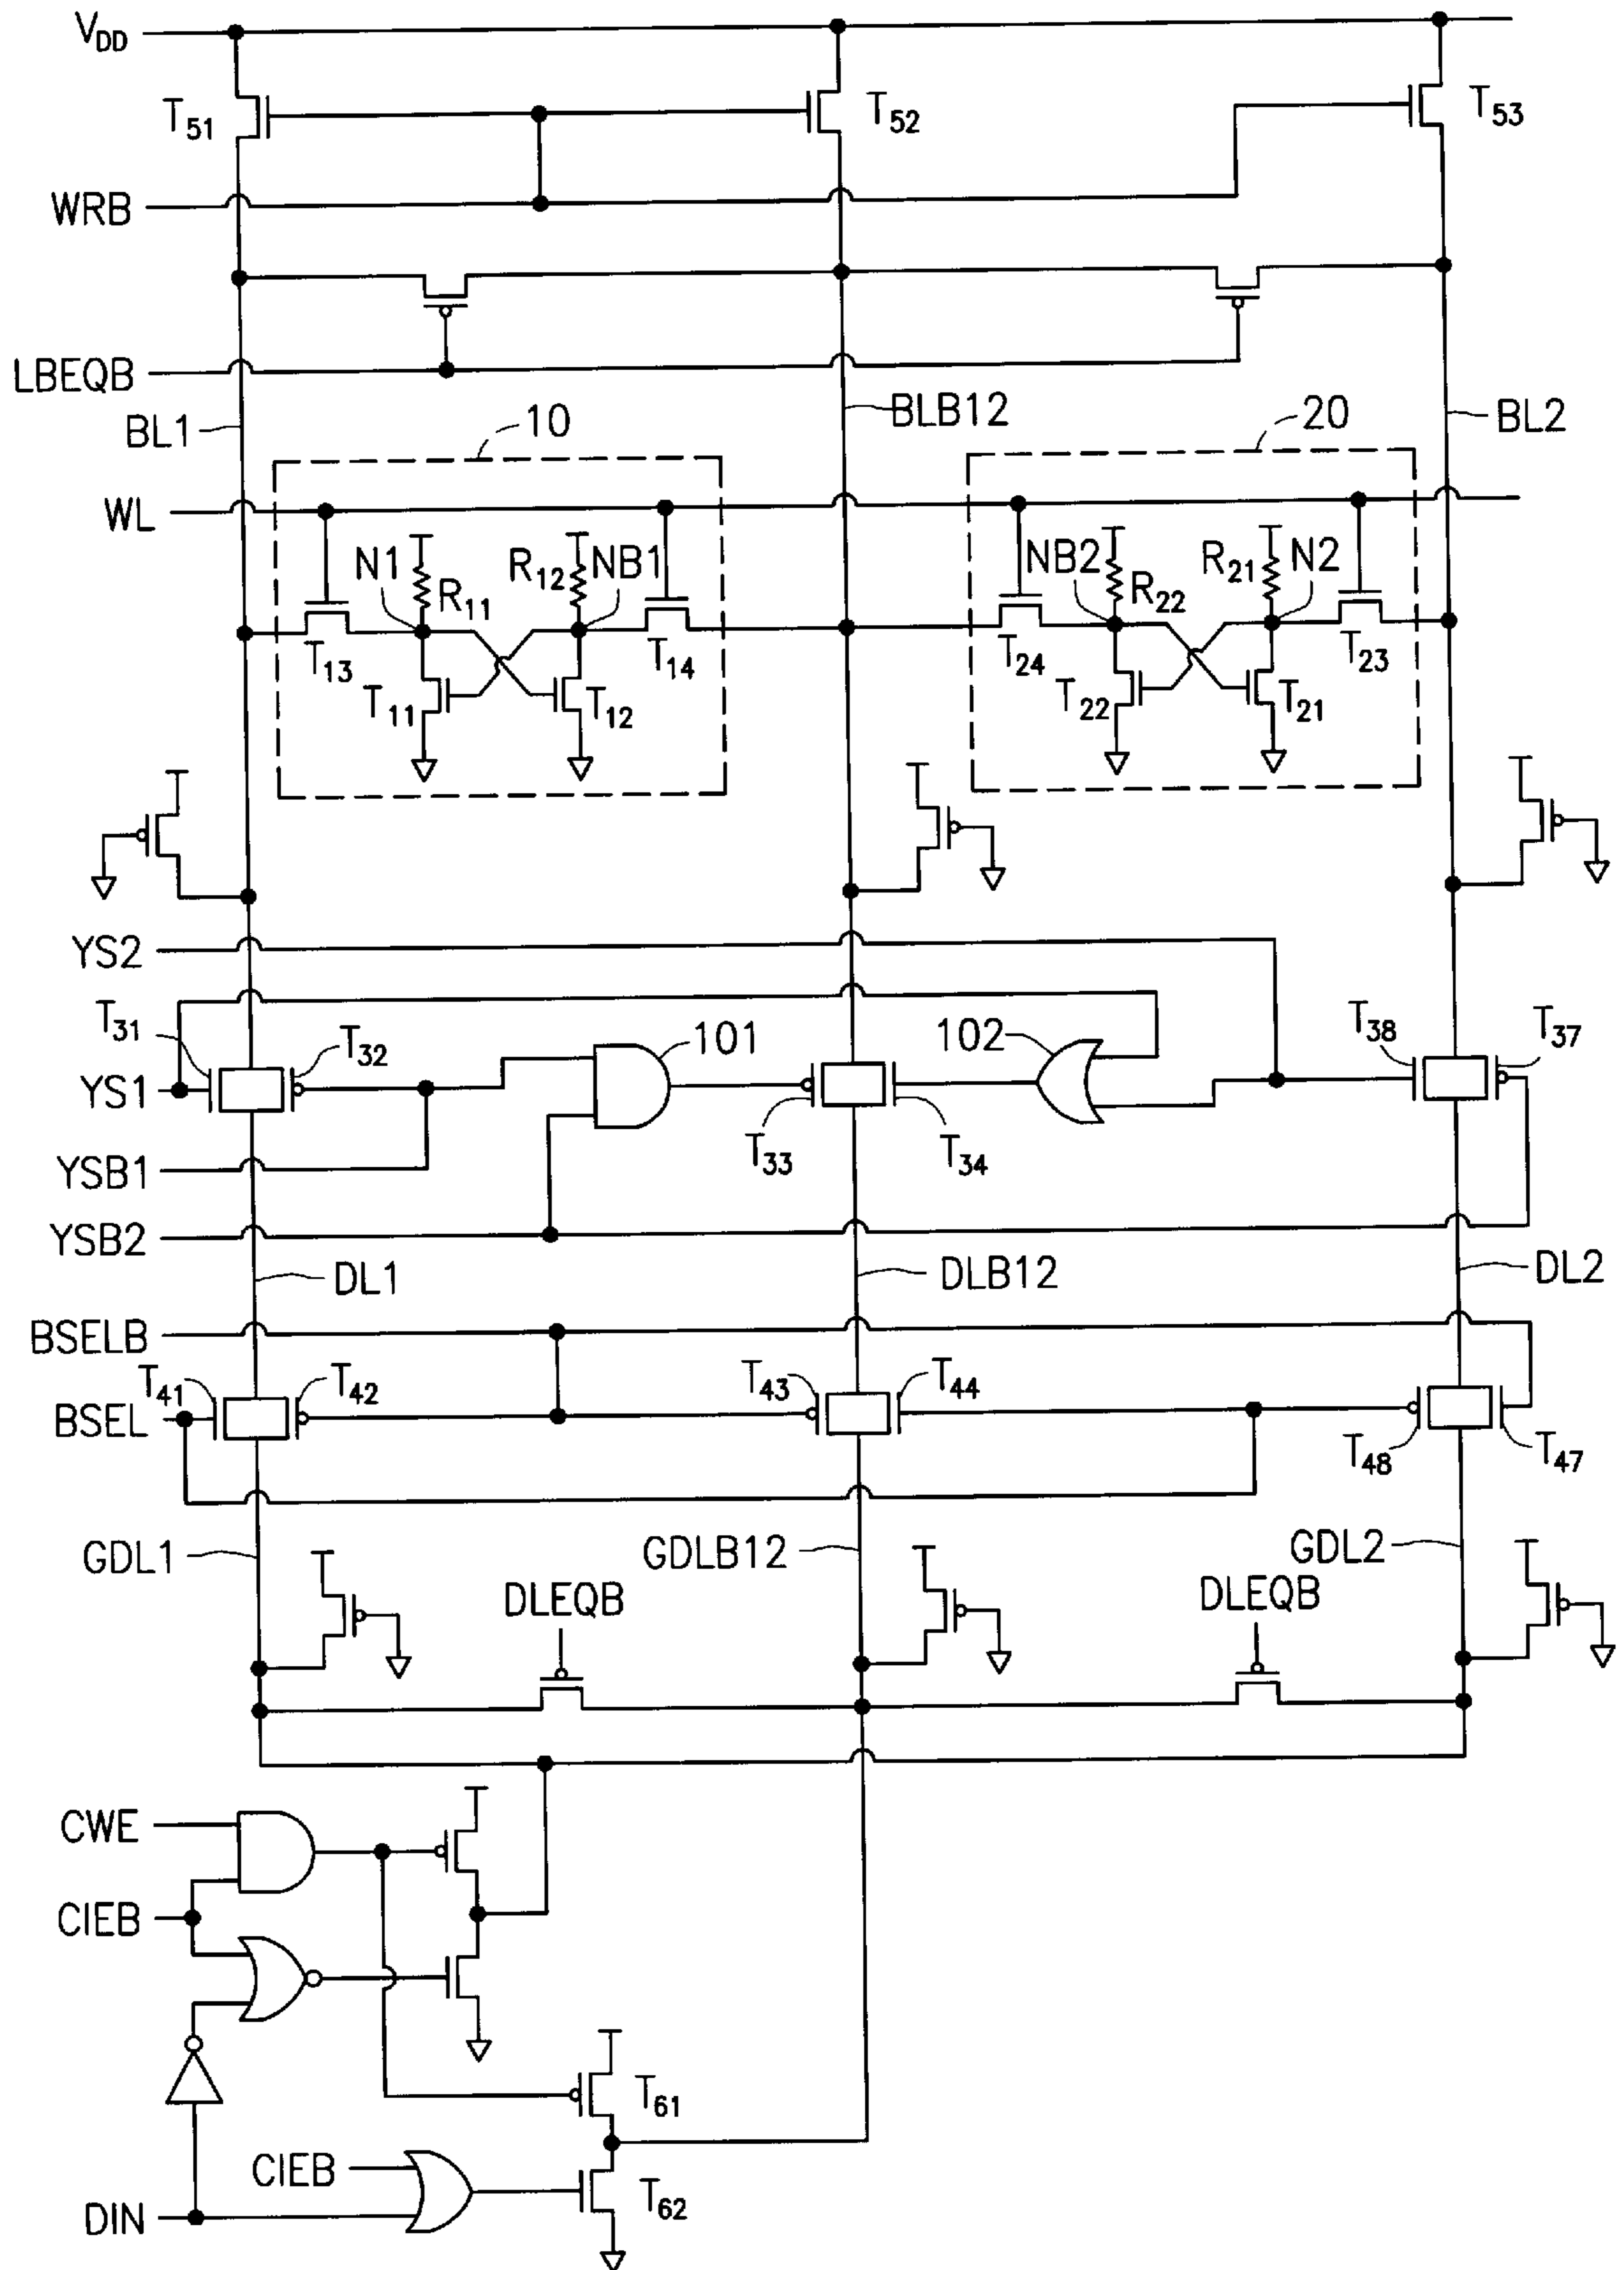 VDD
T51
T52
T53
WRB
LBEQB
BL1
10
BLB12
20
BL2
WL
N1
R11
R12
NB1
NB2
R22
R21
N2
T13
T14
T24
T23
T11
T12
T22
T21
YS2
T31
T32
101
102
T38
T37
YS1
T33
T34
YSB1
YSB2
DL1
DLB12
DL2
BSELB
T41
T42
T43
T44
BSEL
T48
T47
GDL1
GDLB12
GDL2
DLEQB
DLEQB
CWE
CIEB
T61
CIEB
T62
DIN